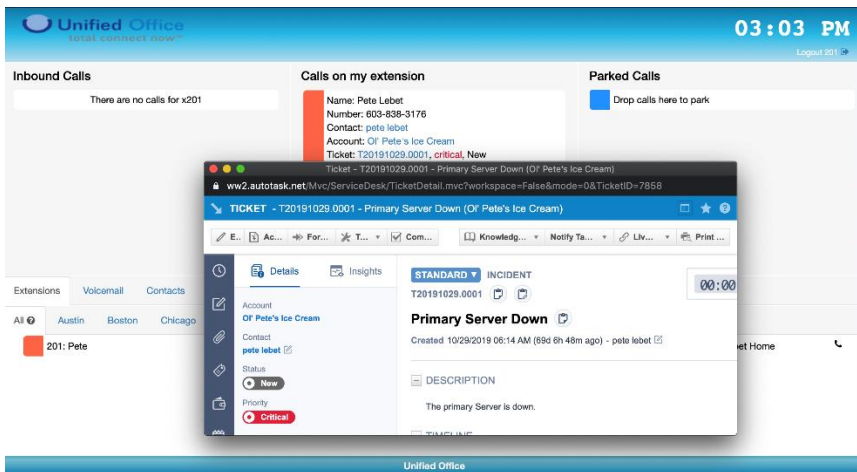 Unified Office
total connect now™
03:03 PM
Logout 201
Inbound Calls
There are no calls for x201
Calls on my extension
Name: Pete Lebet
Number: 603-838-3176
Contact: pete lebet
Account: Ol' Pete's Ice Cream
Ticket: T20191029.0001, critical, New
Parked Calls
Drop calls here to park
Ticket - T20191029.0001 - Primary Server Down (Ol' Pete's Ice Cream)
ww2.autotask.net/Mvc/ServiceDesk/TicketDetail.mvc?workspace=False&mode=0&TicketID=7858
TICKET - T20191029.0001 - Primary Server Down (Ol' Pete's Ice Cream)
E.. Ac... For... T... Com... Knowledg... Notify Ta... Liv... Print ...
Details Insights
Account
Ol' Pete's Ice Cream
Contact
pete lebet
Status
New
Priority
Critical
STANDARD INCIDENT
T20191029.0001
00:00
Primary Server Down
Created 10/29/2019 06:14 AM (69d 6h 48m ago) - pete lebet
DESCRIPTION
The primary Server is down.
TIMELINE
Extensions Voicemail Contacts
All Austin Boston Chicago
201: Pete
bet Home
Unified Office